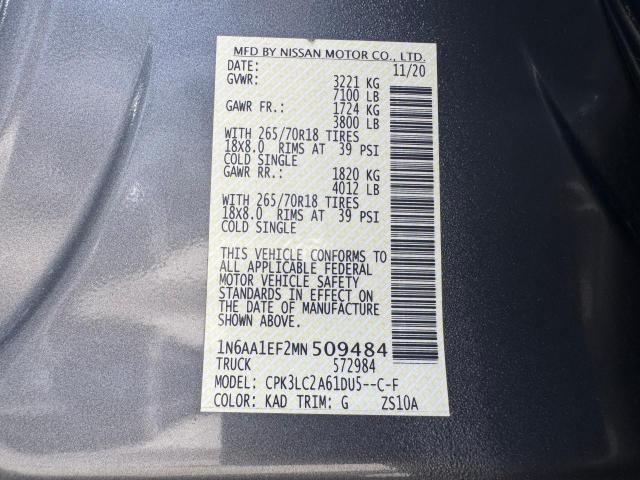 MFD BY NISSAN MOTOR CO., LTD.
DATE: 11/20
GVWR: 3221 KG
7100 LB
GAWR FR.: 1724 KG
3800 LB
WITH 265/70R18 TIRES
18X8.0 RIMS AT 39 PSI
COLD SINGLE
GAWR RR.: 1820 KG
4012 LB
WITH 265/70R18 TIRES
18X8.0 RIMS AT 39 PSI
COLD SINGLE
THIS VEHICLE CONFORMS TO
ALL APPLICABLE FEDERAL
MOTOR VEHICLE SAFETY
STANDARDS IN EFFECT ON
THE DATE OF MANUFACTURE
SHOWN ABOVE.
1N6AA1EF2MN509484
TRUCK 572984
MODEL: CPK3LC2A61DU5--C-F
COLOR: KAD TRIM: G ZS10A